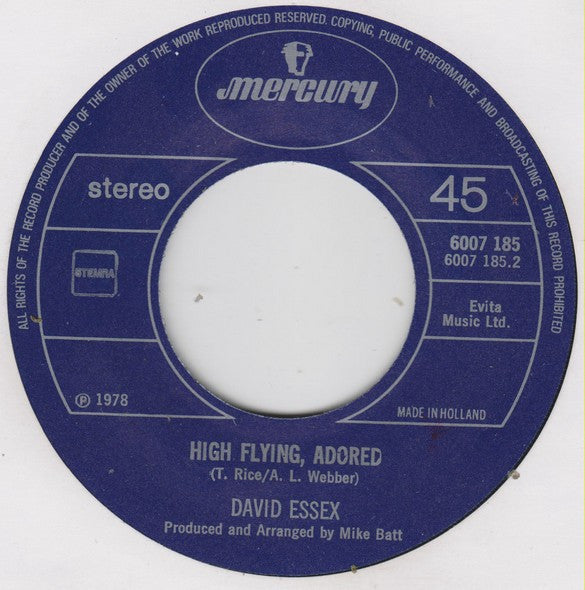 ALL RIGHTS OF THE RECORD PRODUCER AND OF THE OWNER OF THE WORK REPRODUCED RESERVED. COPYING, PUBLIC PERFORMANCE AND BROADCASTING OF THIS RECORD PROHIBITED
mercury
stereo
45
STEMRA
6007 185
6007 185.2
Evita
Music Ltd.
℗ 1978
MADE IN HOLLAND
HIGH FLYING, ADORED
(T. Rice/A. L. Webber)
DAVID ESSEX
Produced and Arranged by Mike Batt